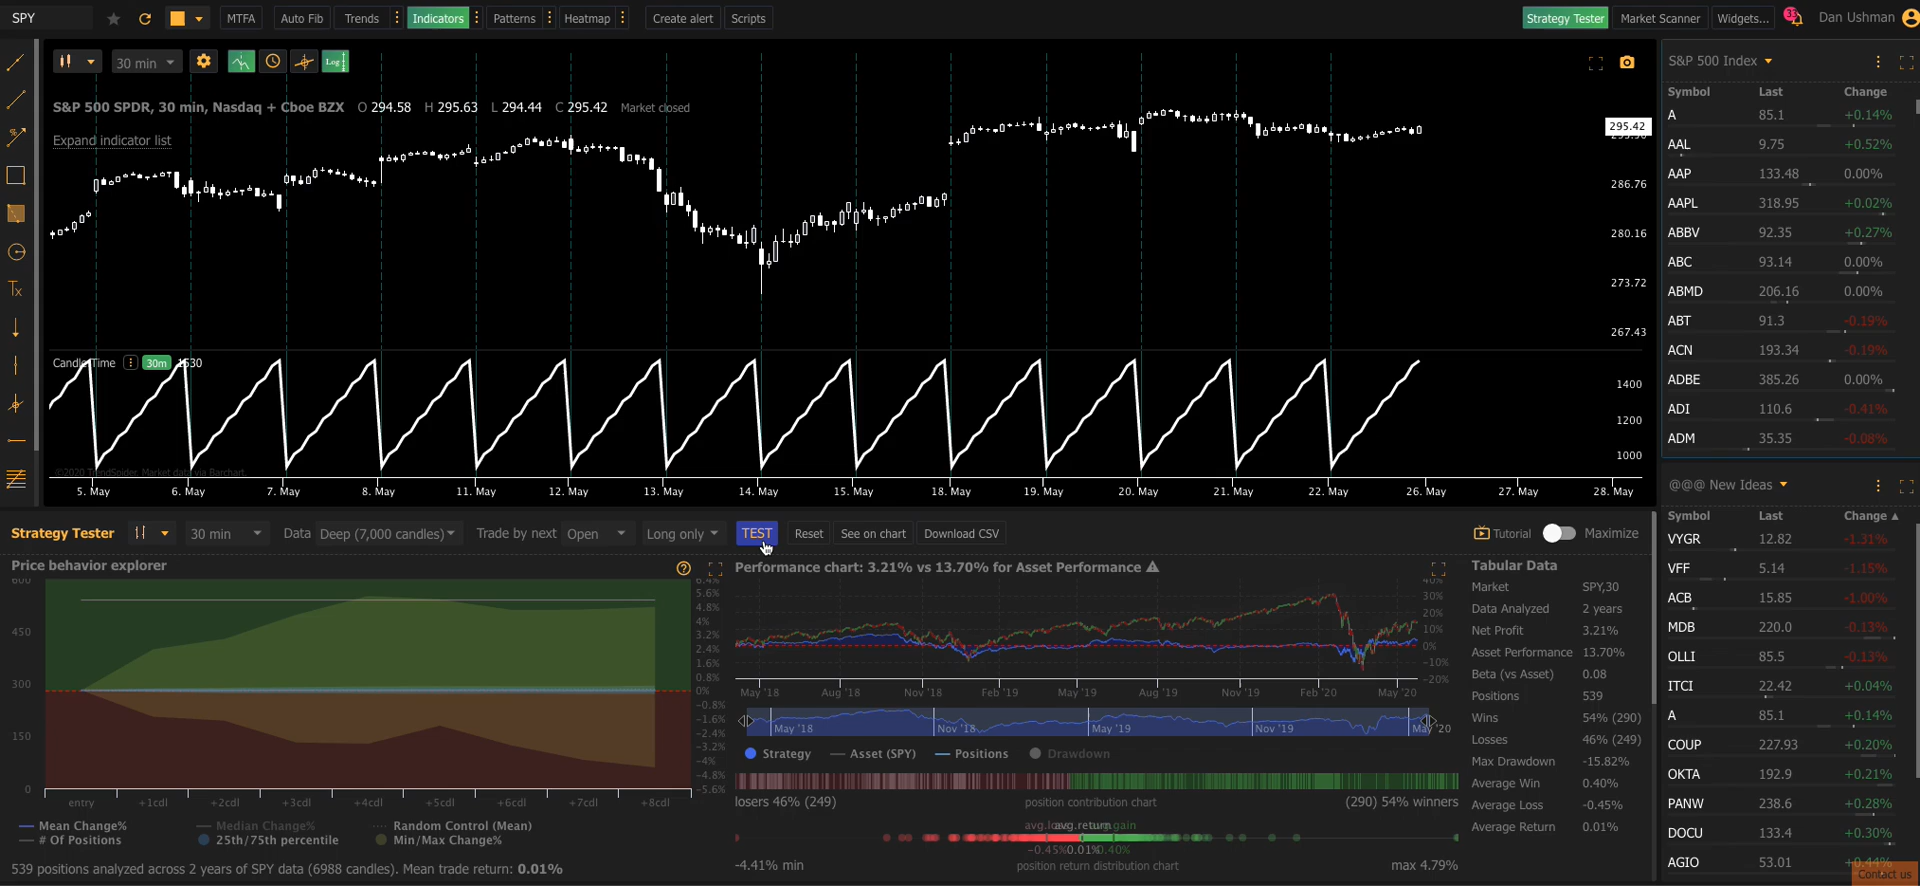 SPY MTFA Auto Fib Trends Indicators Patterns Heatmap Create alert Scripts Strategy Tester Market Scanner Widgets... Dan Ushman
30 min Log
S&P 500 SPDR, 30 min, Nasdaq + Cboe BZX O 294.58 H 295.63 L 294.44 C 295.42 Market closed
Expand indicator list
295.42
286.76
280.16
273.72
267.43
Candle Time 30m 1530
1400
1200
1000
©2020 TrendSpider. Market data via Barchart.
5. May 6. May 7. May 8. May 11. May 12. May 13. May 14. May 15. May 18. May 19. May 20. May 21. May 22. May 26. May 27. May 28. May
S&P 500 Index
Symbol Last Change
A 85.1 +0.14%
AAL 9.75 +0.52%
AAP 133.48 0.00%
AAPL 318.95 +0.02%
ABBV 92.35 +0.27%
ABC 93.14 0.00%
ABMD 206.16 0.00%
ABT 91.3 -0.19%
ACN 193.34 -0.19%
ADBE 385.26 0.00%
ADI 110.6 -0.41%
ADM 35.35 -0.08%
@@@ New Ideas
Symbol Last Change
VYGR 12.82 -1.31%
VFF 5.14 -1.15%
ACB 15.85 -1.00%
MDB 220.0 -0.13%
OLLI 85.5 -0.13%
ITCI 22.42 +0.04%
A 85.1 +0.14%
COUP 227.93 +0.20%
OKTA 192.9 +0.21%
PANW 238.6 +0.28%
DOCU 133.4 +0.30%
AGIO 53.01 +0.44%
Contact us
Strategy Tester 30 min Data Deep (7,000 candles) Trade by next Open Long only TEST Reset See on chart Download CSV Tutorial Maximize
Price behavior explorer
600
450
300
150
0
6.4%
5.6%
4.8%
4%
3.2%
2.4%
1.6%
0.8%
0%
-0.8%
-1.6%
-2.4%
-3.2%
-4%
-4.8%
-5.6%
entry +1cdl +2cdl +3cdl +4cdl +5cdl +6cdl +7cdl +8cdl
Mean Change% Median Change% Random Control (Mean)
# Of Positions 25th/75th percentile Min/Max Change%
539 positions analyzed across 2 years of SPY data (6988 candles). Mean trade return: 0.01%
Performance chart: 3.21% vs 13.70% for Asset Performance
40%
30%
20%
10%
0%
-10%
-20%
May '18 Aug '18 Nov '18 Feb '19 May '19 Aug '19 Nov '19 Feb '20 May '20
May '18 Nov '18 May '19 Nov '19 May '20
Strategy Asset (SPY) Positions Drawdown
losers 46% (249) position contribution chart (290) 54% winners
avg.return
-0.45% 0.01% 0.40%
-4.41% min position return distribution chart max 4.79%
Tabular Data
Market SPY,30
Data Analyzed 2 years
Net Profit 3.21%
Asset Performance 13.70%
Beta (vs Asset) 0.08
Positions 539
Wins 54% (290)
Losses 46% (249)
Max Drawdown -15.82%
Average Win 0.40%
Average Loss -0.45%
Average Return 0.01%